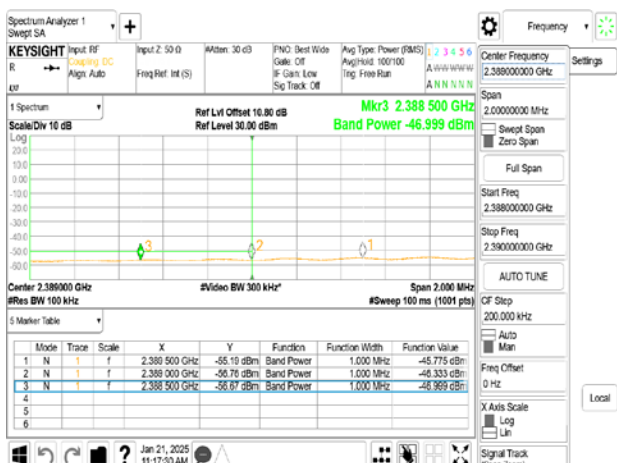 Spectrum Analyzer 1
Swept SA
+
Frequency
KEYSIGHT
Input: RF
Coupling: DC
Align: Auto
Input Z: 50 Ω
Freq Ref: Int (S)
#Atten: 30 dB
PNO: Best Wide
Gate: Off
IF Gain: Low
Sig Track: Off
Avg Type: Power (RMS)
Avg|Hold: 100/100
Trig: Free Run
1 2 3 4 5 6
A W W W W W
A N N N N N
R
Center Frequency
2.389000000 GHz
Settings
Span
2.00000000 MHz
Swept Span
Zero Span
Full Span
Start Freq
2.388000000 GHz
Stop Freq
2.390000000 GHz
AUTO TUNE
CF Step
200.000 kHz
Auto
Man
Freq Offset
0 Hz
X Axis Scale
Log
Lin
Signal Track
Local
1 Spectrum
Scale/Div 10 dB
Ref Lvl Offset 10.80 dB
Ref Level 30.00 dBm
Mkr3 2.388 500 GHz
Band Power -46.999 dBm
Log
20.0
10.0
0.00
-10.0
-20.0
-30.0
-40.0
-50.0
-60.0
3
2
1
Center 2.389000 GHz
#Res BW 100 kHz
#Video BW 300 kHz*
Span 2.000 MHz
#Sweep 100 ms (1001 pts)
5 Marker Table
Mode Trace Scale X Y Function Function Width Function Value
1 N 1 f 2.389 500 GHz -55.19 dBm Band Power 1.000 MHz -45.775 dBm
2 N 1 f 2.389 000 GHz -56.76 dBm Band Power 1.000 MHz -46.333 dBm
3 N 1 f 2.388 500 GHz -56.67 dBm Band Power 1.000 MHz -46.999 dBm
4
5
6
?
Jan 21, 2025
11:17:30 AM